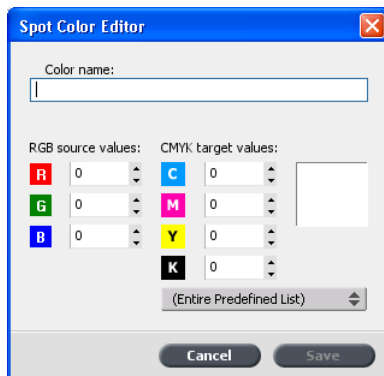 Spot Color Editor
Color name:
RGB source values: CMYK target values:
R 0 C 0
G 0 M 0
B 0 Y 0
K 0
(Entire Predefined List)
Cancel Save